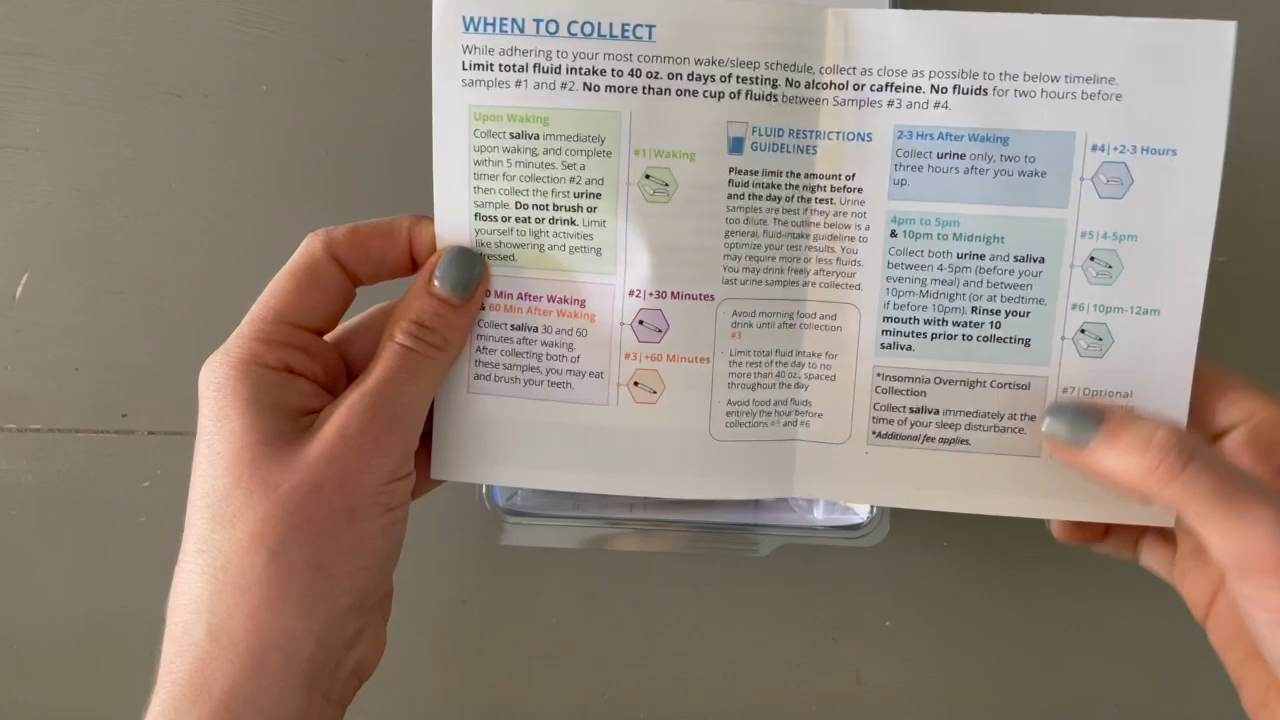 WHEN TO COLLECT
While adhering to your most common wake/sleep schedule, collect as close as possible to the below timeline.
Limit total fluid intake to 40 oz. on days of testing. No alcohol or caffeine. No fluids for two hours before
samples #1 and #2. No more than one cup of fluids between Samples #3 and #4.
Upon Waking
Collect saliva immediately
upon waking, and complete
within 5 minutes. Set a
timer for collection #2 and
then collect the first urine
sample. Do not brush or
floss or eat or drink. Limit
yourself to light activities
like showering and getting
dressed.
#1|Waking
0 Min After Waking
& 60 Min After Waking
Collect saliva 30 and 60
minutes after waking.
After collecting both of
these samples, you may eat
and brush your teeth.
#2|+30 Minutes
#3|+60 Minutes
FLUID RESTRICTIONS
GUIDELINES
Please limit the amount of
fluid intake the night before
and the day of the test. Urine
samples are best if they are not
too dilute. The outline below is a
general, fluid-intake guideline to
optimize your test results. You
may require more or less fluids.
You may drink freely afteryour
last urine samples are collected.
· Avoid morning food and
drink until after collection
#3
· Limit total fluid intake for
the rest of the day to no
more than 40 oz., spaced
throughout the day
· Avoid food and fluids
entirely the hour before
collections #5 and #6
2-3 Hrs After Waking
Collect urine only, two to
three hours after you wake
up.
#4|+2-3 Hours
4pm to 5pm
& 10pm to Midnight
Collect both urine and saliva
between 4-5pm (before your
evening meal) and between
10pm-Midnight (or at bedtime,
if before 10pm). Rinse your
mouth with water 10
minutes prior to collecting
saliva.
#5|4-5pm
#6|10pm-12am
*Insomnia Overnight Cortisol
Collection
Collect saliva immediately at the
time of your sleep disturbance.
*Additional fee applies.
#7|Optional